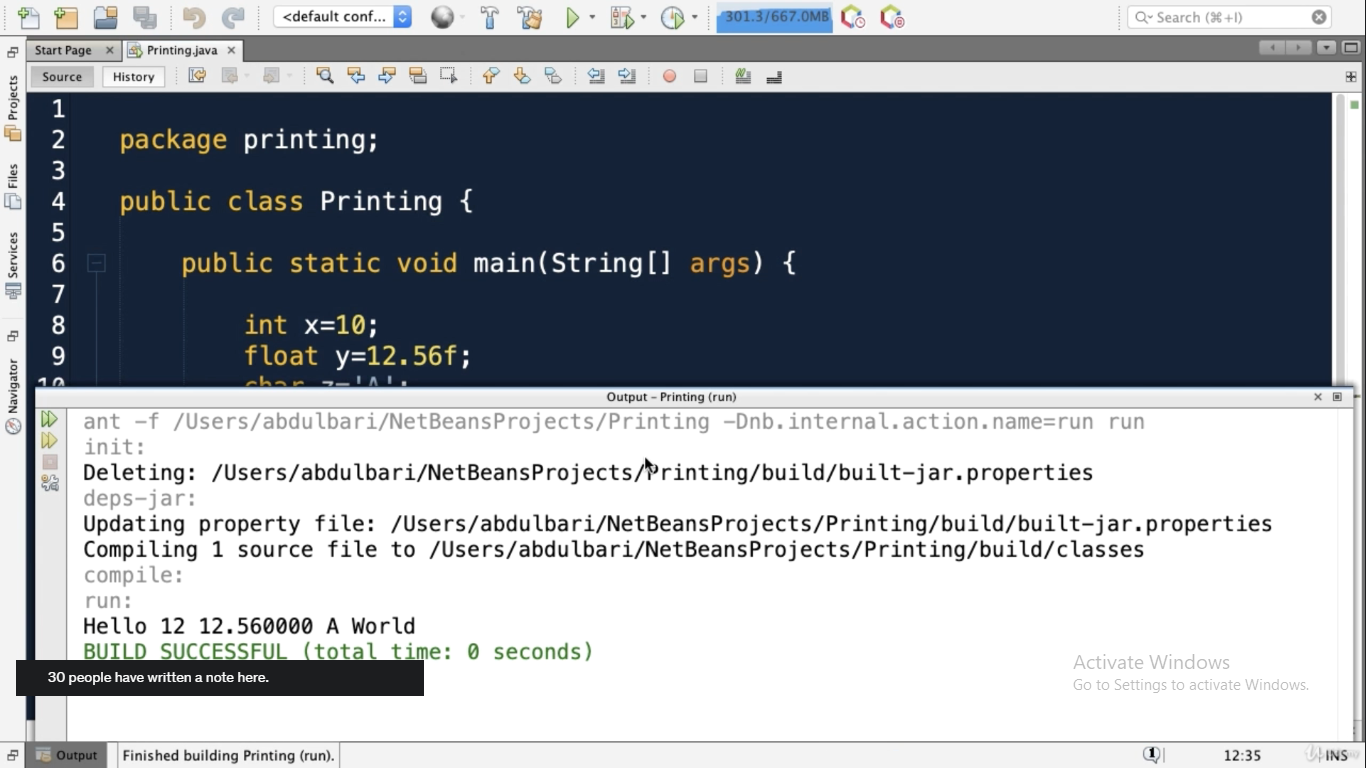 <default conf...
301.3/667.0MB
Search (⌘+I)
Start Page
Printing.java
Source
History
Projects
Files
Services
Navigator
1
2 package printing;
3
4 public class Printing {
5
6 public static void main(String[] args) {
7
8 int x=10;
9 float y=12.56f;
10 char z='A';
Output - Printing (run)
ant -f /Users/abdulbari/NetBeansProjects/Printing -Dnb.internal.action.name=run run
init:
Deleting: /Users/abdulbari/NetBeansProjects/Printing/build/built-jar.properties
deps-jar:
Updating property file: /Users/abdulbari/NetBeansProjects/Printing/build/built-jar.properties
Compiling 1 source file to /Users/abdulbari/NetBeansProjects/Printing/build/classes
compile:
run:
Hello 12 12.560000 A World
BUILD SUCCESSFUL (total time: 0 seconds)
30 people have written a note here.
Activate Windows
Go to Settings to activate Windows.
Output
Finished building Printing (run).
1
12:35
INS